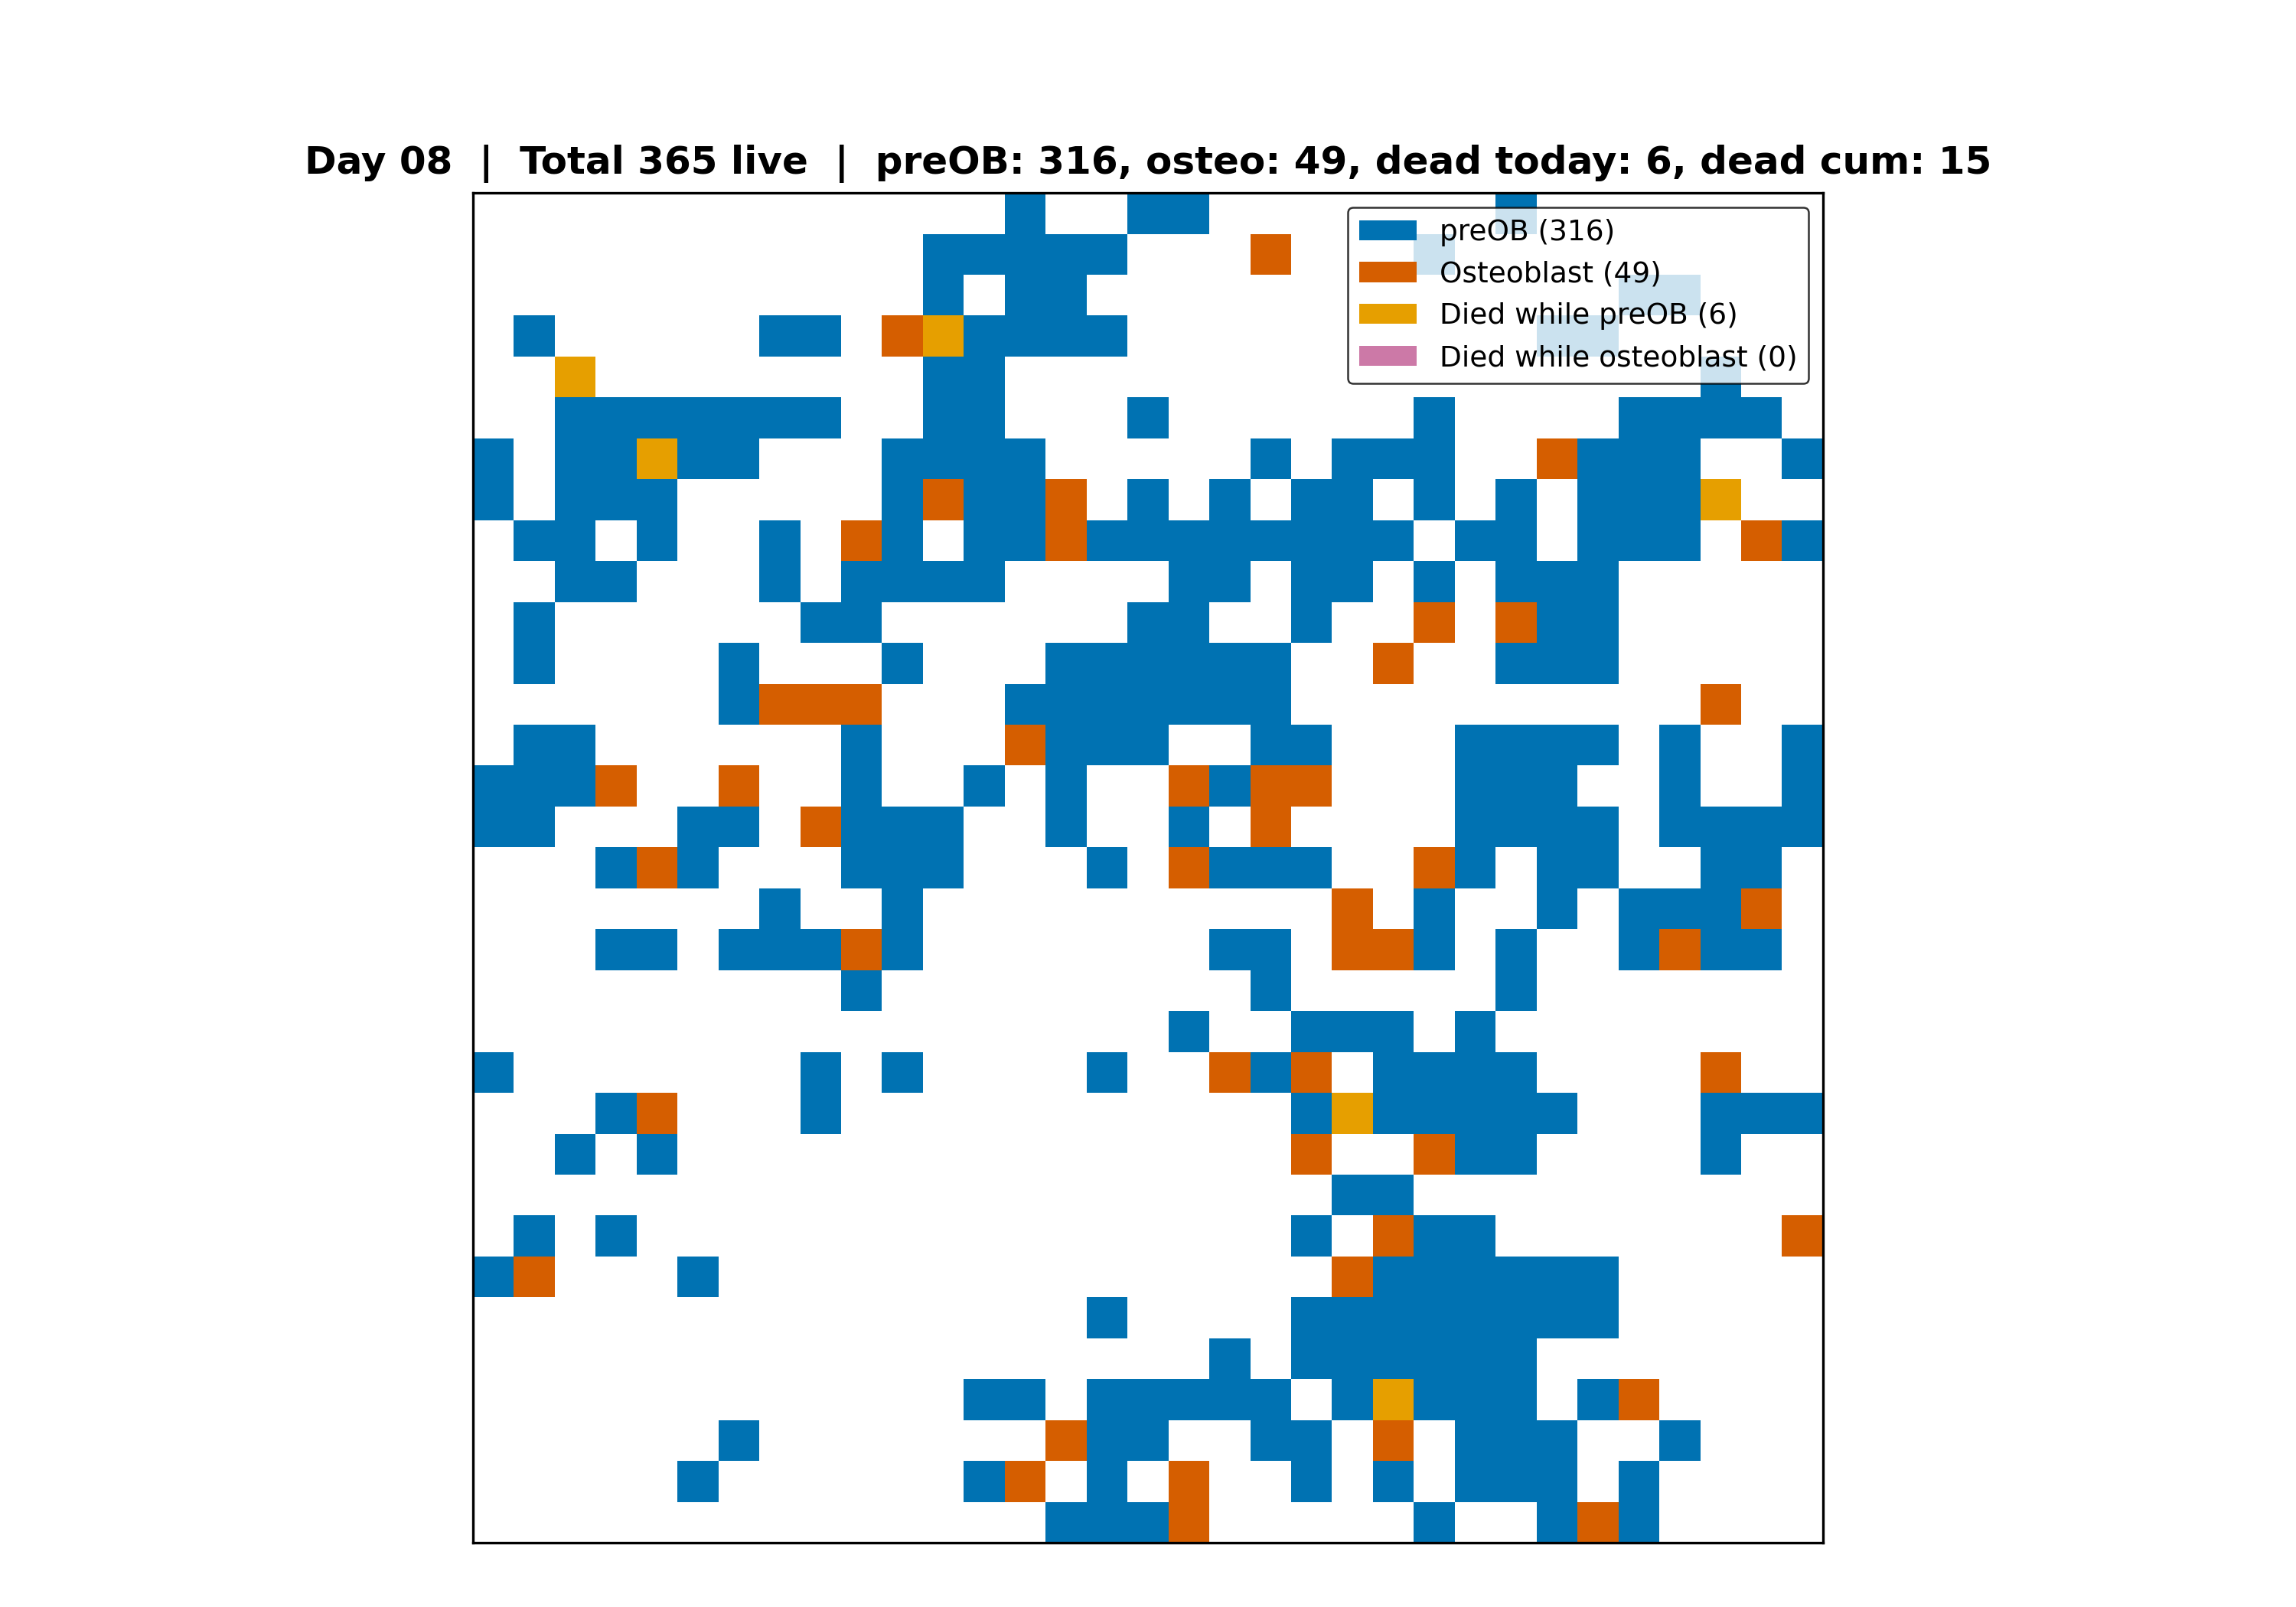 Day 08 | Total 365 live | preOB: 316, osteo: 49, dead today: 6, dead cum: 15
preOB (316)
Osteoblast (49)
Died while preOB (6)
Died while osteoblast (0)